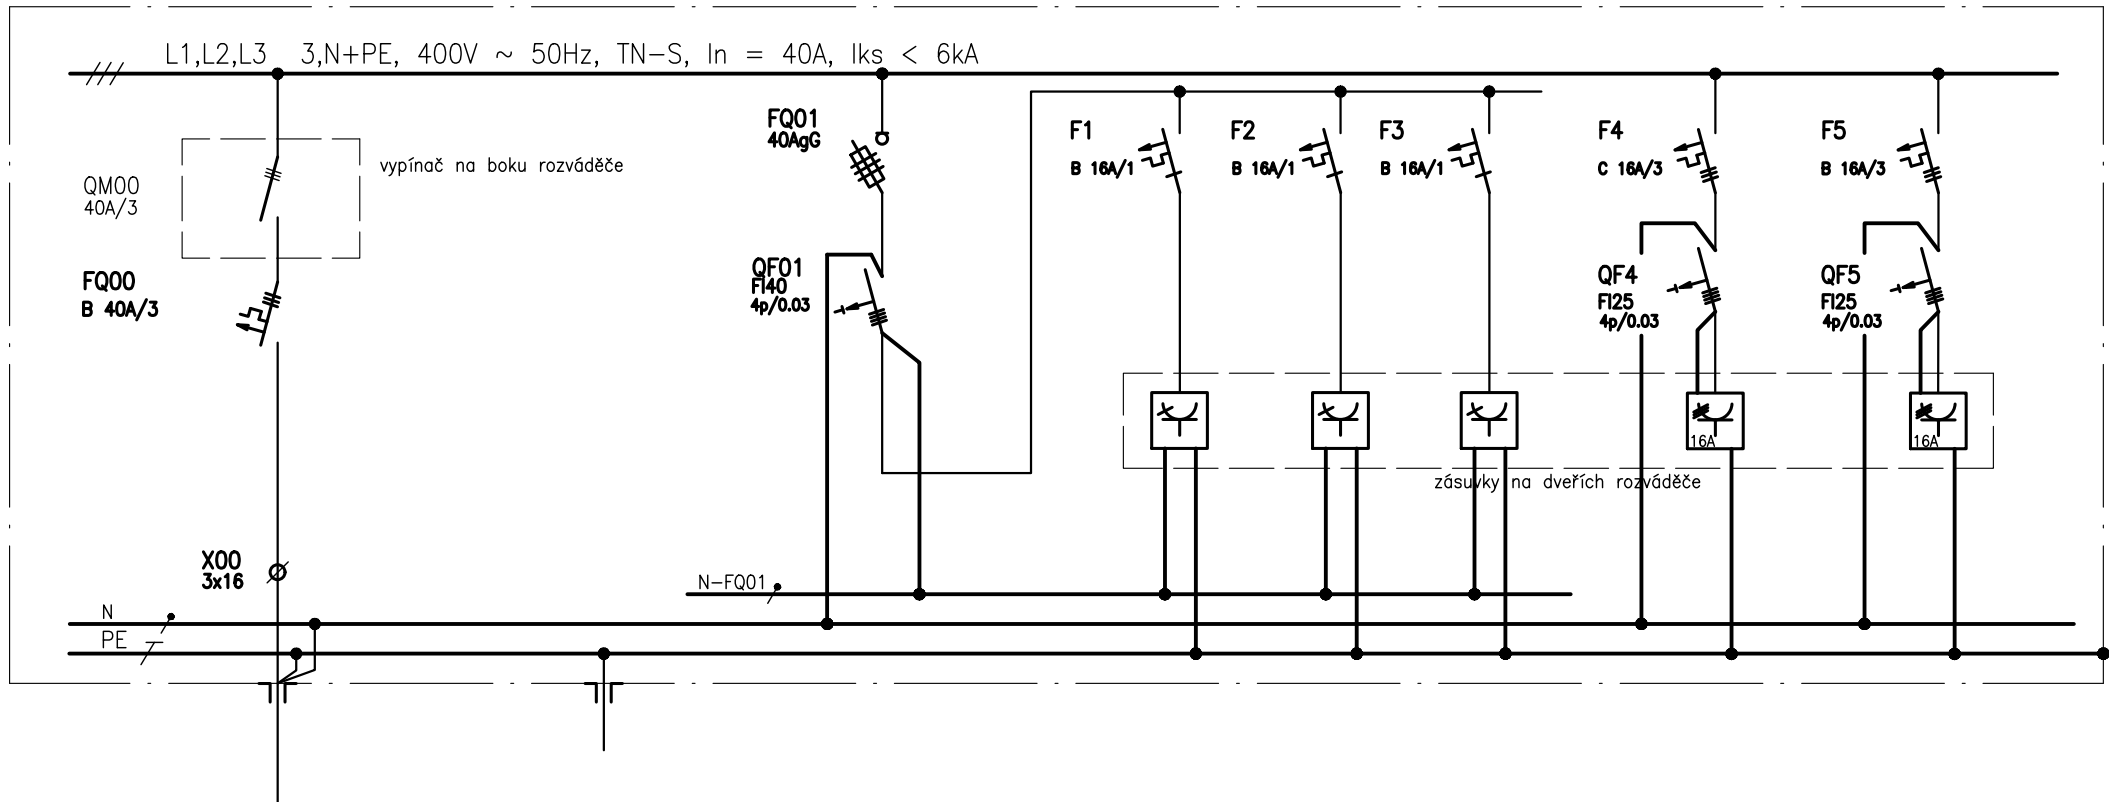 L1,L2,L3 3,N+PE, 400V ~ 50Hz, TN-S, In = 40A, Iks < 6kA
QM00
40A/3
vypínač na boku rozváděče
FQ00
B 40A/3
X00
3x16
FQ01
40AgG
QF01
FI40
4p/0.03
F1
B 16A/1
F2
B 16A/1
F3
B 16A/1
F4
C 16A/3
F5
B 16A/3
QF4
FI25
4p/0.03
QF5
FI25
4p/0.03
16A
16A
zásuvky na dveřích rozváděče
N-FQ01
N
PE